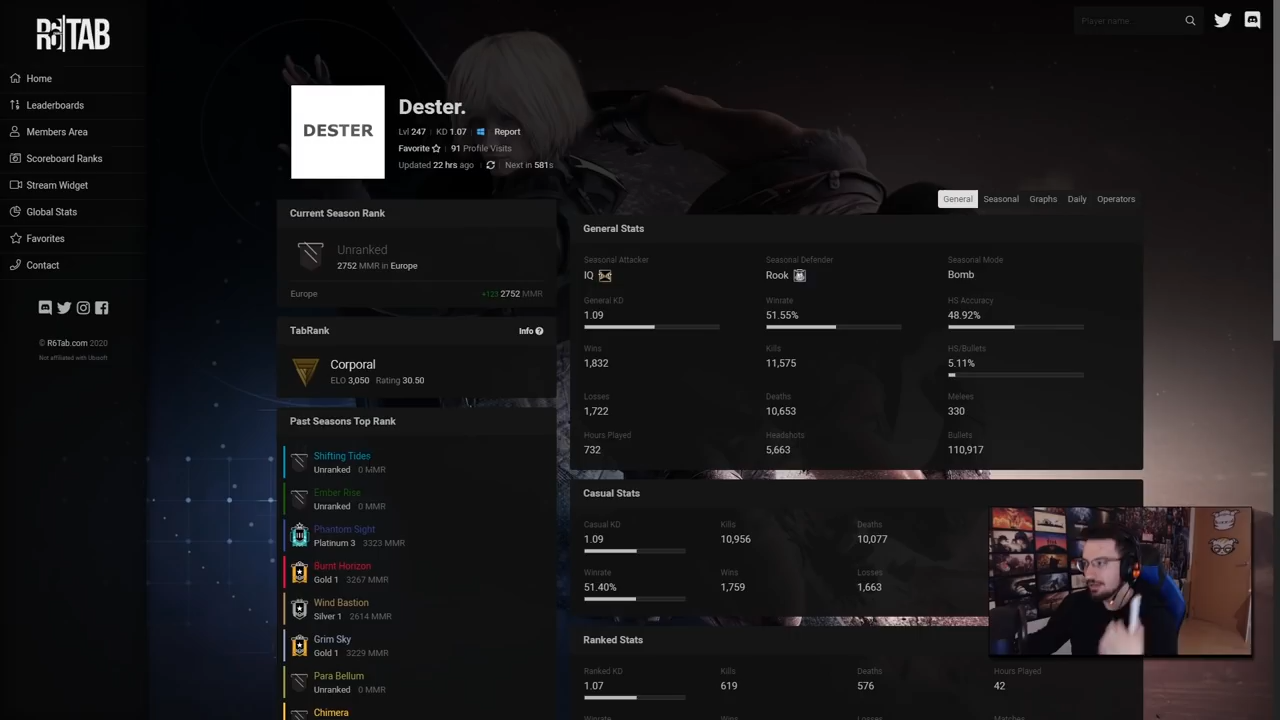 R6TAB
Player name...
Home
Leaderboards
Members Area
Scoreboard Ranks
Stream Widget
Global Stats
Favorites
Contact
© R6Tab.com 2020
Not affiliated with Ubisoft
DESTER
Dester.
Lvl 247 KD 1.07 Report
Favorite 91 Profile Visits
Updated 22 hrs ago Next in 581s
General Seasonal Graphs Daily Operators
Current Season Rank
Unranked
2752 MMR in Europe
Europe +123 2752 MMR
TabRank Info
Corporal
ELO 3,050 Rating 30.50
Past Seasons Top Rank
Shifting Tides
Unranked 0 MMR
Ember Rise
Unranked 0 MMR
Phantom Sight
Platinum 3 3323 MMR
Burnt Horizon
Gold 1 3267 MMR
Wind Bastion
Silver 1 2614 MMR
Grim Sky
Gold 1 3229 MMR
Para Bellum
Unranked 0 MMR
Chimera
General Stats
Seasonal Attacker Seasonal Defender Seasonal Mode
IQ Rook Bomb
General KD Winrate HS Accuracy
1.09 51.55% 48.92%
Wins Kills HS/Bullets
1,832 11,575 5.11%
Losses Deaths Melees
1,722 10,653 330
Hours Played Headshots Bullets
732 5,663 110,917
Casual Stats
Casual KD Kills Deaths
1.09 10,956 10,077
Winrate Wins Losses
51.40% 1,759 1,663
Ranked Stats
Ranked KD Kills Deaths Hours Played
1.07 619 576 42
Winrate Wins Losses Matches